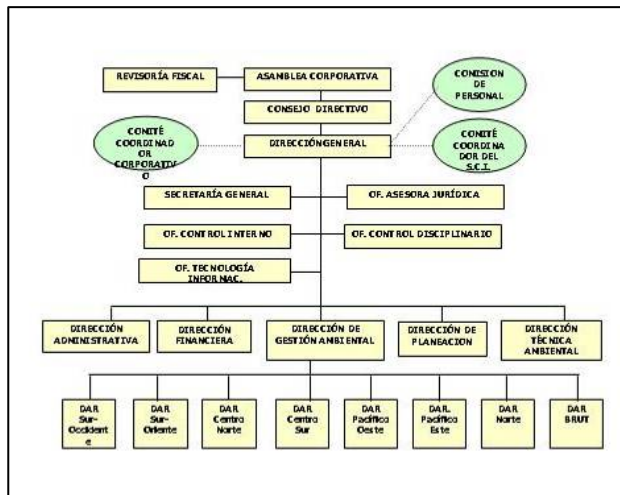 REVISORÍA FISCAL
ASAMBLEA CORPORATIVA
COMISION
DE
PERSONAL
CONSEJO DIRECTIVO
COMITÉ
COORDINAD
OR
CORPORATIV
O
DIRECCIÓN GENERAL
COMITÉ
COORDINA
DOR DEL
S.C.I.
SECRETARÍA GENERAL
OF. ASESORA JURÍDICA
OF. CONTROL INTERNO
OF. CONTROL DISCIPLINARIO
OF. TECNOLOGÍA
INFORMAC.
DIRECCIÓN
ADMINISTRATIVA
DIRECCIÓN
FINANCIERA
DIRECCIÓN DE
GESTIÓN AMBIENTAL
DIRECCIÓN DE
PLANEACION
DIRECCIÓN
TÉCNICA
AMBIENTAL
DAR
Sur-
Occident
e
DAR
Sur-
Oriente
DAR
Centro
Norte
DAR
Centro
Sur
DAR
Pacífico
Oeste
DAR.
Pacífico
Este
DAR
Norte
DAR
BRUT